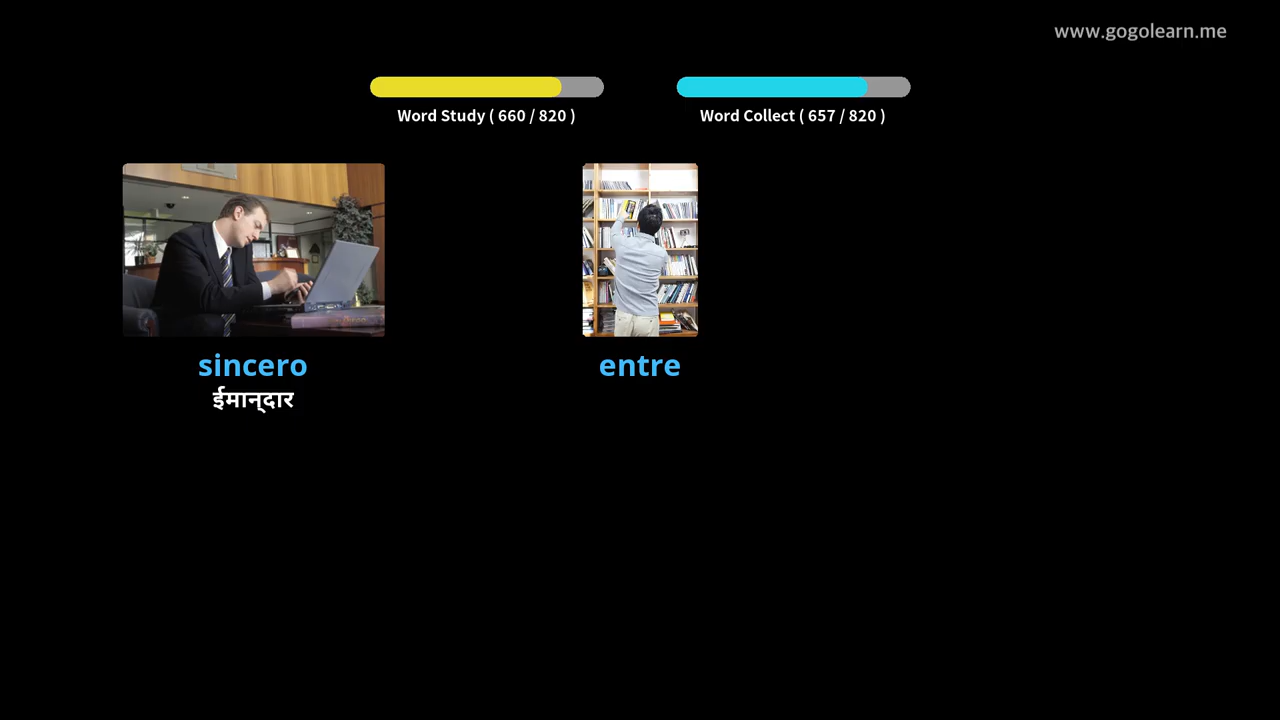 www.gogolearn.me
Word Study ( 660 / 820 )
Word Collect ( 657 / 820 )
sincero
entre
ईमान्‌दार